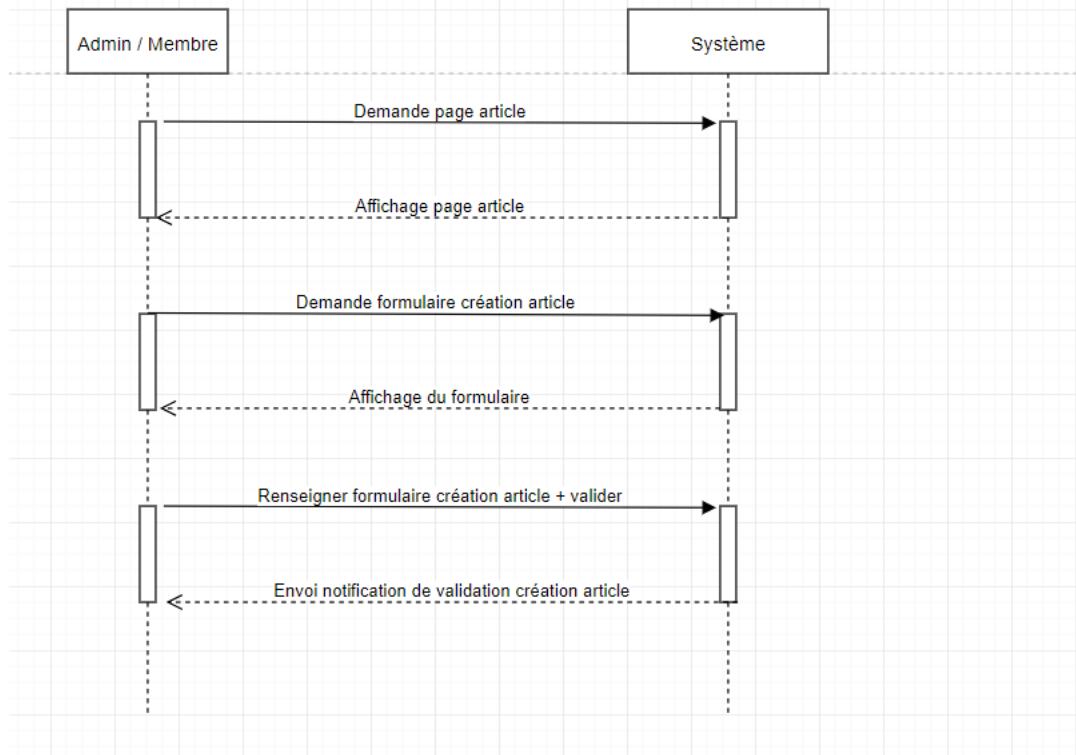 Admin / Membre
Système
Demande page article
Affichage page article
Demande formulaire création article
Affichage du formulaire
Renseigner formulaire création article + valider
Envoi notification de validation création article